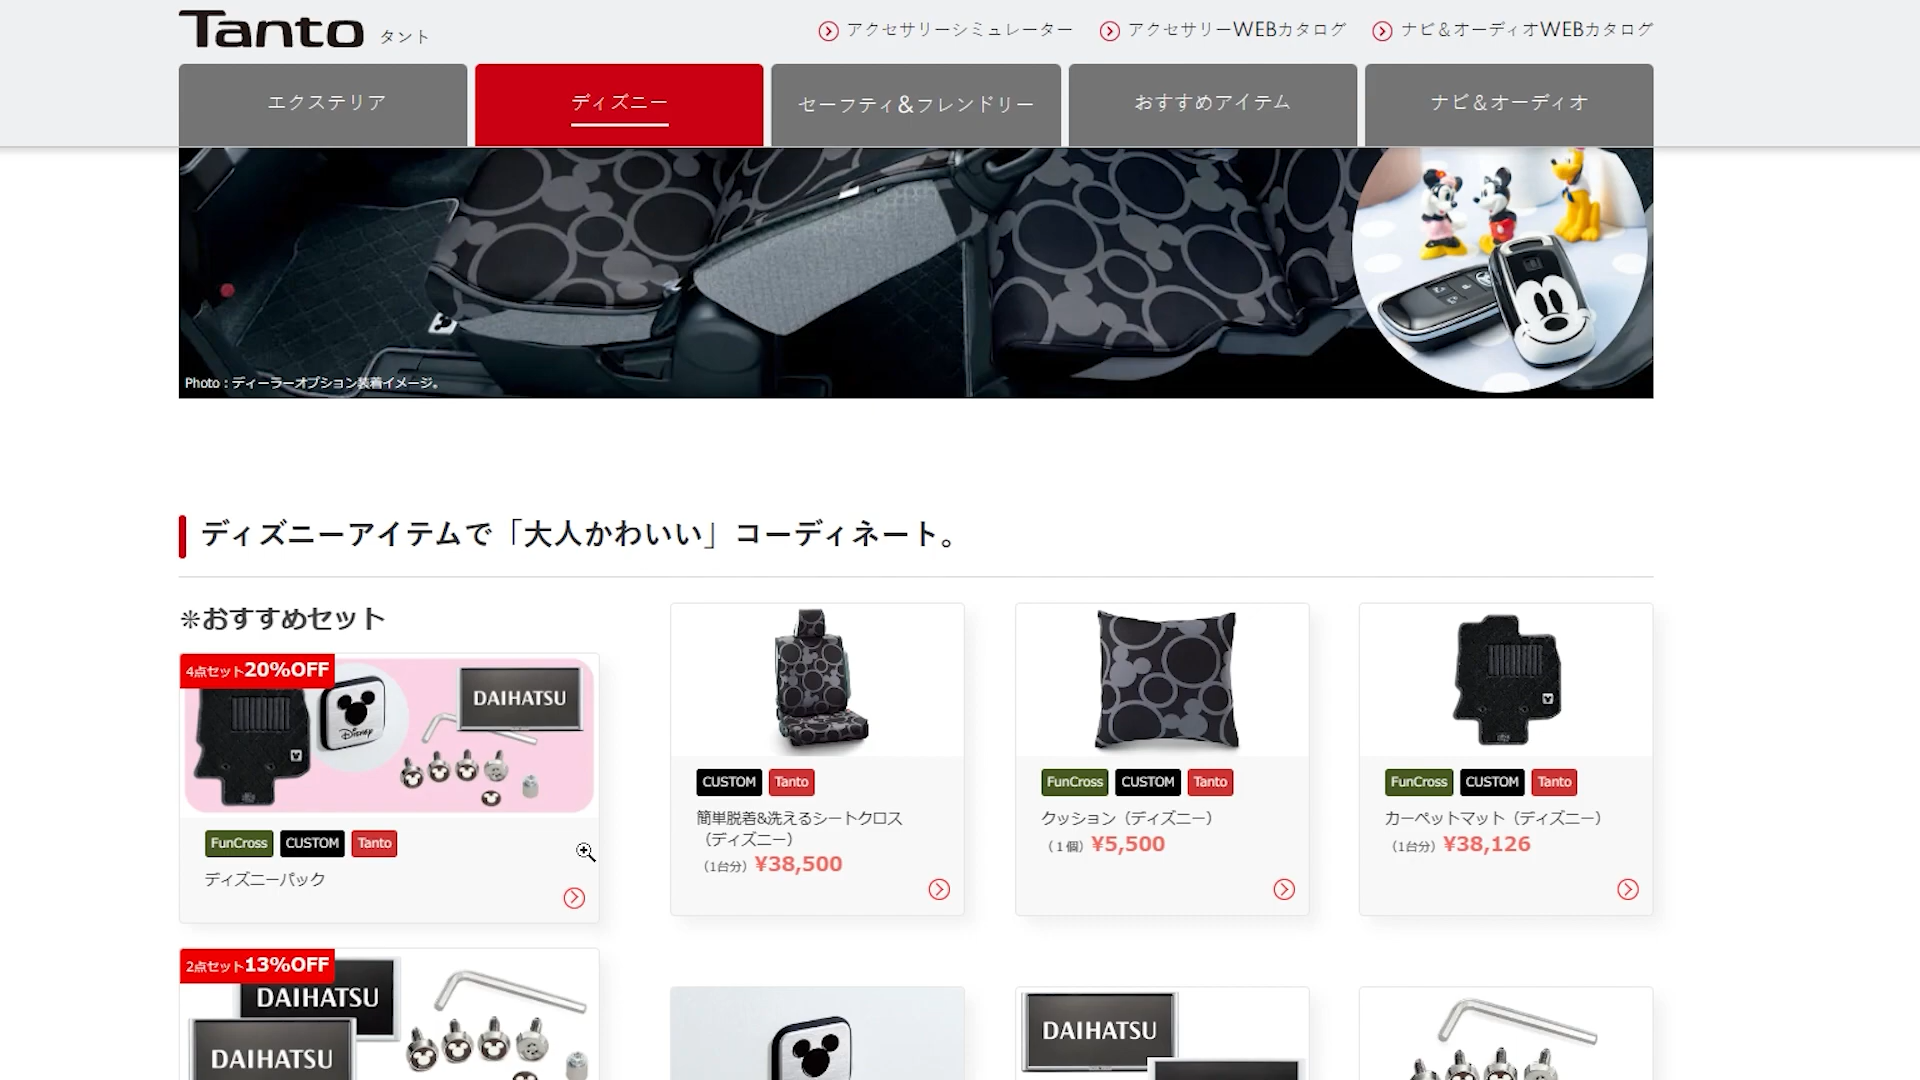 Tanto タント
アクセサリーシミュレーター
アクセサリーWEBカタログ
ナビ＆オーディオWEBカタログ
エクステリア
ディズニー
セーフティ&フレンドリー
おすすめアイテム
ナビ＆オーディオ
Photo：ディーラーオプション装着イメージ。
ディズニーアイテムで「大人かわいい」コーディネート。
※おすすめセット
4点セット20%OFF
Disney
DAIHATSU
FunCross CUSTOM Tanto
ディズニーパック
CUSTOM Tanto
簡単脱着&洗えるシートクロス
（ディズニー）
（1台分）¥38,500
FunCross CUSTOM Tanto
クッション（ディズニー）
（１個）¥5,500
FunCross CUSTOM Tanto
カーペットマット（ディズニー）
（1台分）¥38,126
2点セット13%OFF
DAIHATSU
DAIHATSU
DAIHATSU